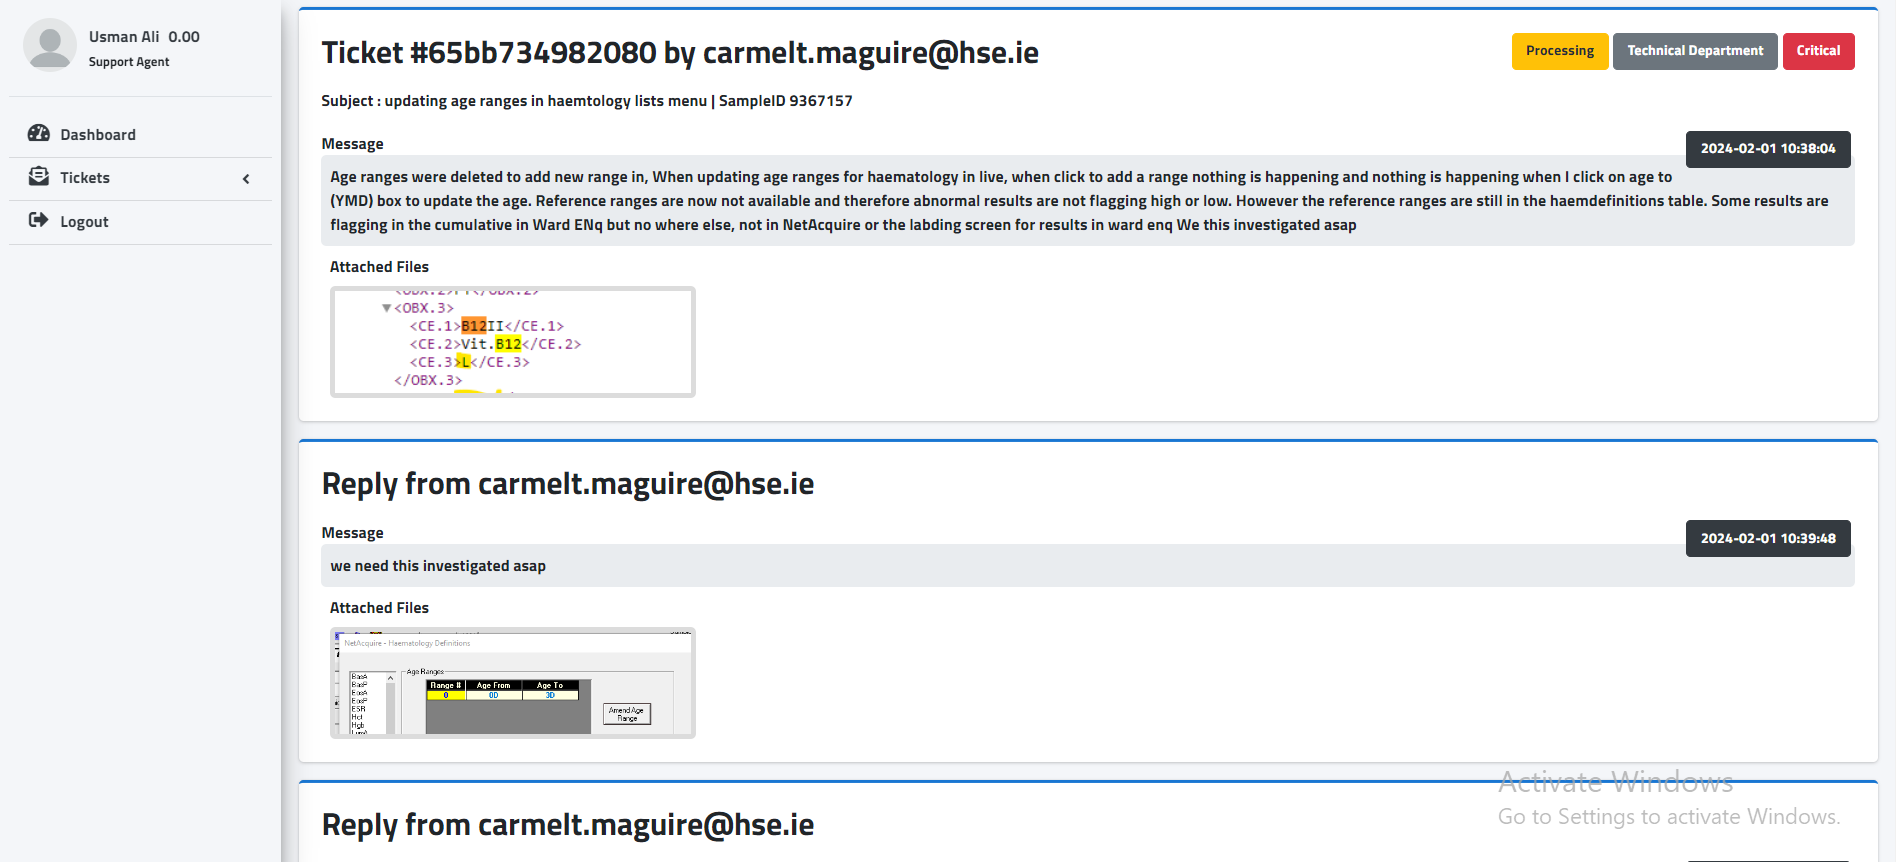 Usman Ali 0.00
Support Agent
Dashboard
Tickets
Logout
Ticket #65bb734982080 by carmelt.maguire@hse.ie
Processing
Technical Department
Critical
Subject : updating age ranges in haemtology lists menu | SampleID 9367157
Message
2024-02-01 10:38:04
Age ranges were deleted to add new range in, When updating age ranges for haematology in live, when click to add a range nothing is happening and nothing is happening when I click on age to
(YMD) box to update the age. Reference ranges are now not available and therefore abnormal results are not flagging high or low. However the reference ranges are still in the haemdefinitions table. Some results are
flagging in the cumulative in Ward ENq but no where else, not in NetAcquire or the labding screen for results in ward enq We this investigated asap
Attached Files
<OBX.3>
<CE.1>B12II</CE.1>
<CE.2>Vit.B12</CE.2>
<CE.3>L</CE.3>
</OBX.3>
Reply from carmelt.maguire@hse.ie
Message
2024-02-01 10:39:48
we need this investigated asap
Attached Files
NetAcquire - Haematology Definitions
BasA
BasP
EosA
EosP
ESR
Hct
Hgb
Age Ranges
Range # Age From Age To
0 0D 3D
Amend Age
Range
Reply from carmelt.maguire@hse.ie
Activate Windows
Go to Settings to activate Windows.